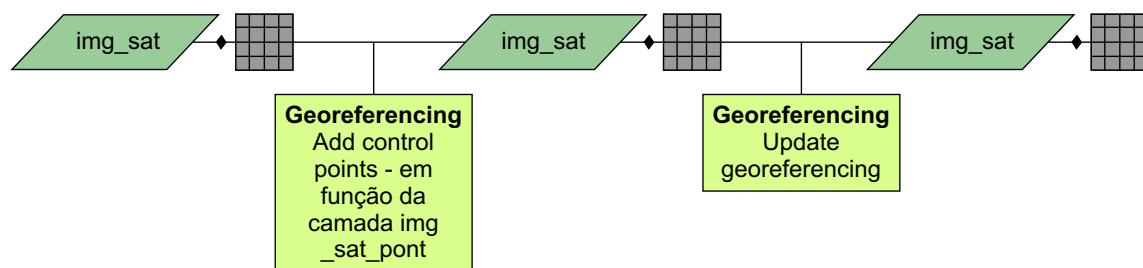 img_sat
img_sat
img_sat
Georeferencing
Add control
points - em
função da
camada img
_sat_pont
Georeferencing
Update
georeferencing